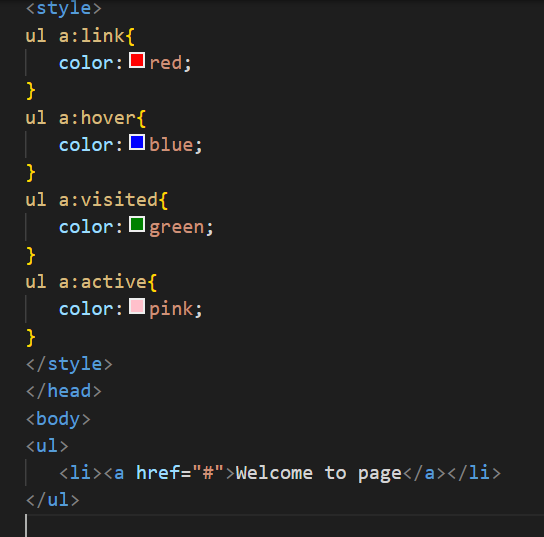 <style>
ul a:link{
color:red;
}
ul a:hover{
color:blue;
}
ul a:visited{
color:green;
}
ul a:active{
color:pink;
}
</style>
</head>
<body>
<ul>
<li><a href="#">Welcome to page</a></li>
</ul>